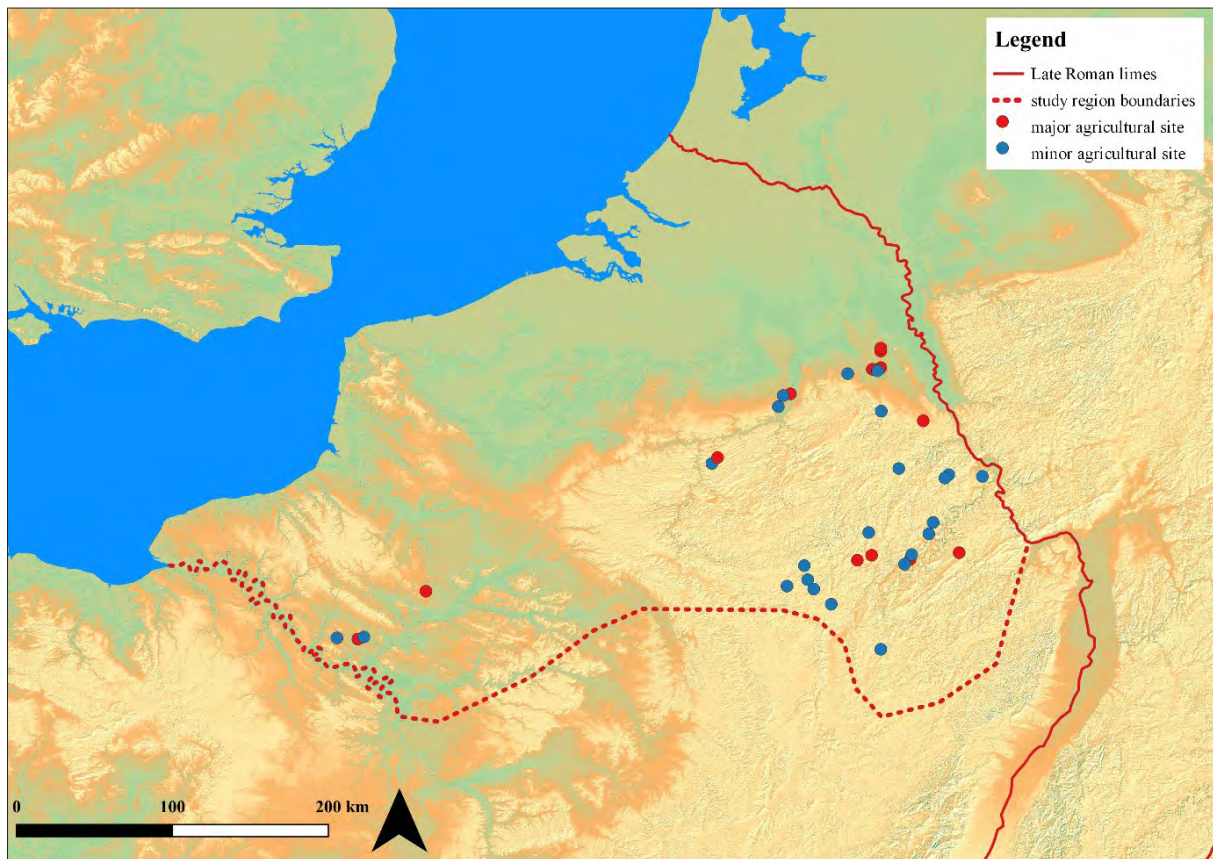 Legend
Late Roman limes
study region boundaries
major agricultural site
minor agricultural site
0 100 200 km